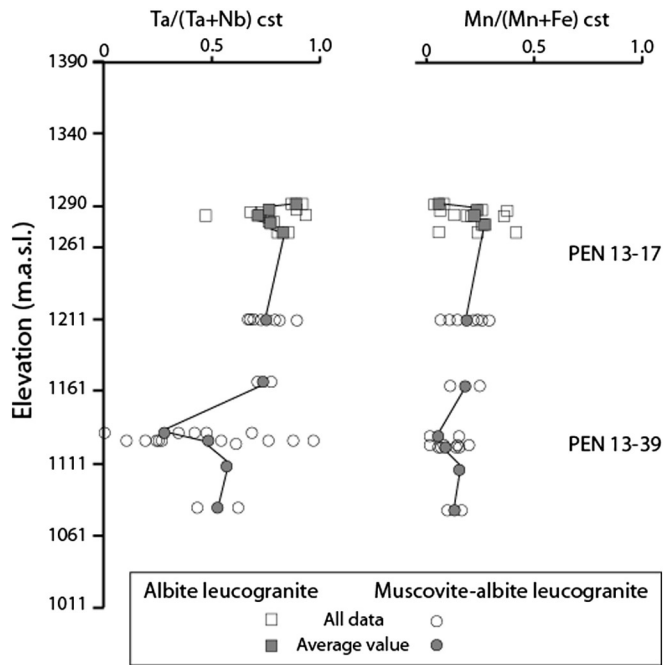 Ta/(Ta+Nb) cst Mn/(Mn+Fe) cst
0 0.5 1.0 0 0.5 1.0
1390
1340
1290
1261
PEN 13-17
1211
1161
PEN 13-39
1111
1061
1011
Elevation (m.a.s.l.)
Albite leucogranite Muscovite-albite leucogranite
All data
Average value